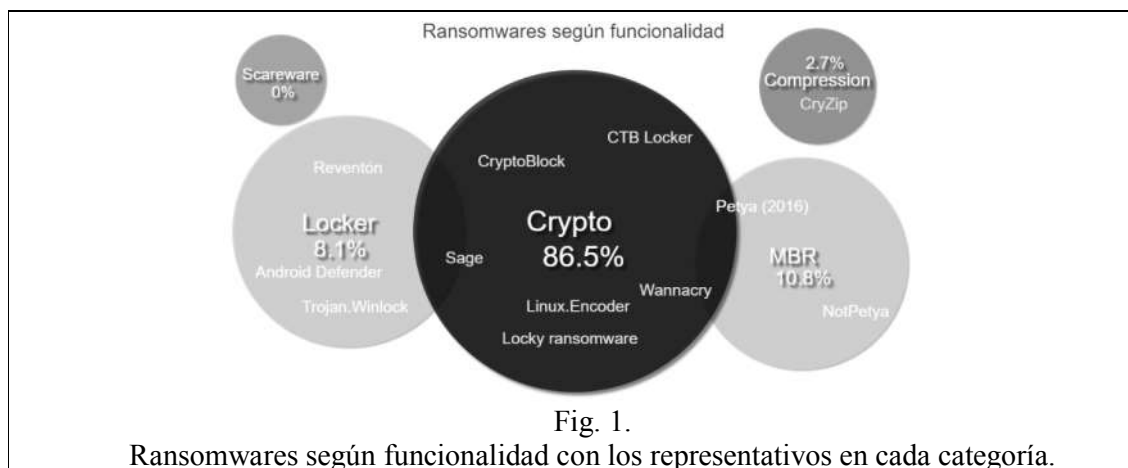 Ransomwares según funcionalidad
Scareware
0%
2.7%
Compression
CryZip
CTB Locker
CryptoBlock
Reventón
Petya (2016)
Locker
8.1%
Crypto
86.5%
Sage
MBR
10.8%
Android Defender
Wannacry
Trojan.Winlock
Linux.Encoder
NotPetya
Locky ransomware
Fig. 1.
Ransomwares según funcionalidad con los representativos en cada categoría.